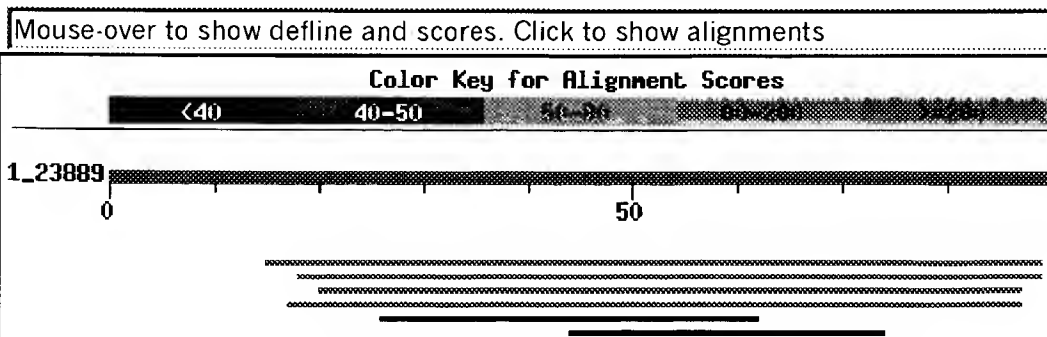 Mouse-over to show defline and scores. Click to show alignments
Color Key for Alignment Scores
<40 40-50
1_23889
0 50